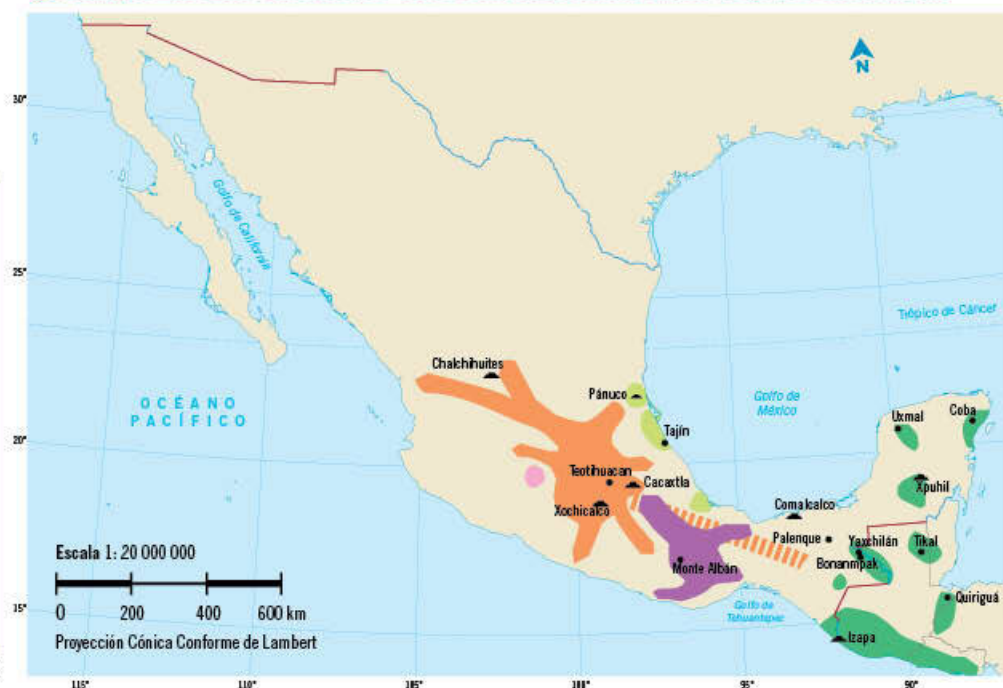 N
30°
Golfo de California
25°
Trópico de Cáncer
Chalchihuites
OCÉANO
PACÍFICO
Pánuco
Golfo de
México
Uxmal
Coba
20°
Tajín
Teotihuacan
Cacaxtla
Xpuhil
Xochicalco
Comalcalco
Palenque
Yaxchilán
Tikal
Bonanmpak
Monte Albán
Escala 1: 20 000 000
0 200 400 600 km
Proyección Cónica Conforme de Lambert
Quiriguá
15°
Golfo de
Tehuantepec
Izapa
115° 110° 105° 100° 95° 90°